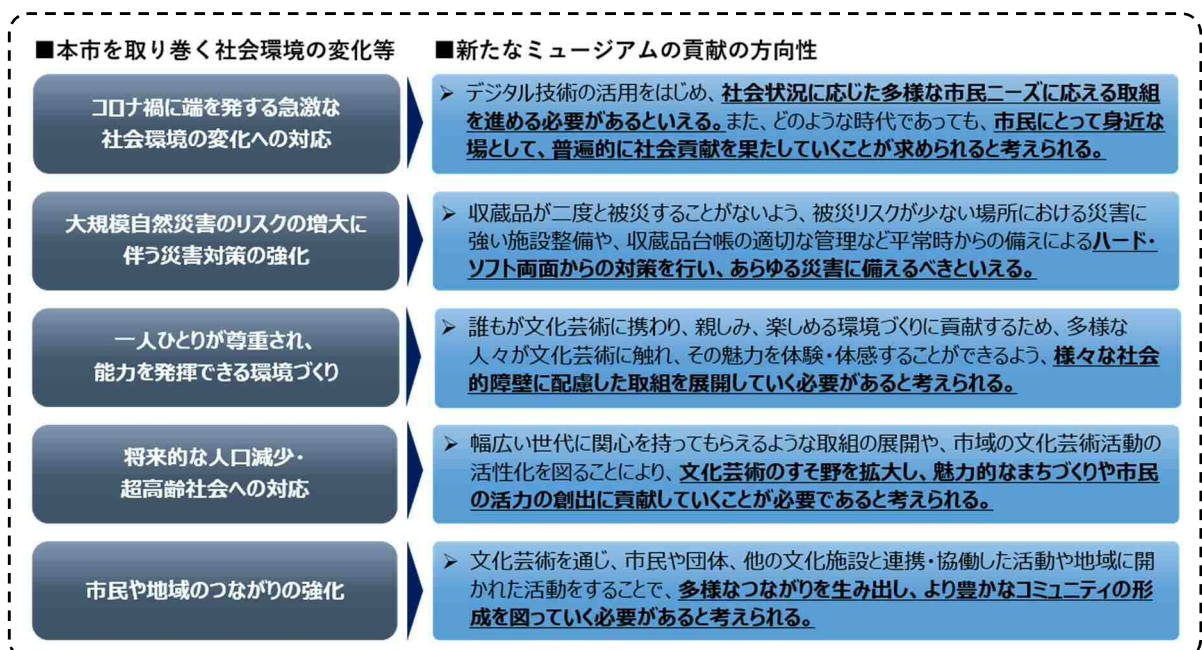 ■本市を取り巻く社会環境の変化等
■新たなミュージアムの貢献の方向性
コロナ禍に端を発する急激な
社会環境の変化への対応
➢ デジタル技術の活用をはじめ、社会状況に応じた多様な市民ニーズに応える取組
を進める必要があるといえる。また、どのような時代であっても、市民にとって身近な
場として、普遍的に社会貢献を果たしていくことが求められると考えられる。
大規模自然災害のリスクの増大に
伴う災害対策の強化
➢ 収蔵品が二度と被災することがないよう、被災リスクが少ない場所における災害に
強い施設整備や、収蔵品台帳の適切な管理など平常時からの備えによるハード・
ソフト両面からの対策を行い、あらゆる災害に備えるべきといえる。
一人ひとりが尊重され、
能力を発揮できる環境づくり
➢ 誰もが文化芸術に携わり、親しみ、楽しめる環境づくりに貢献するため、多様な
人々が文化芸術に触れ、その魅力を体験・体感することができるよう、様々な社会
的障壁に配慮した取組を展開していく必要があると考えられる。
将来的な人口減少・
超高齢社会への対応
➢ 幅広い世代に関心を持ってもらえるような取組の展開や、市域の文化芸術活動の
活性化を図ることにより、文化芸術のすそ野を拡大し、魅力的なまちづくりや市民
の活力の創出に貢献していくことが必要であると考えられる。
市民や地域のつながりの強化
➢ 文化芸術を通じ、市民や団体、他の文化施設と連携・協働した活動や地域に開
かれた活動をすることで、多様なつながりを生み出し、より豊かなコミュニティの形
成を図っていく必要があると考えられる。